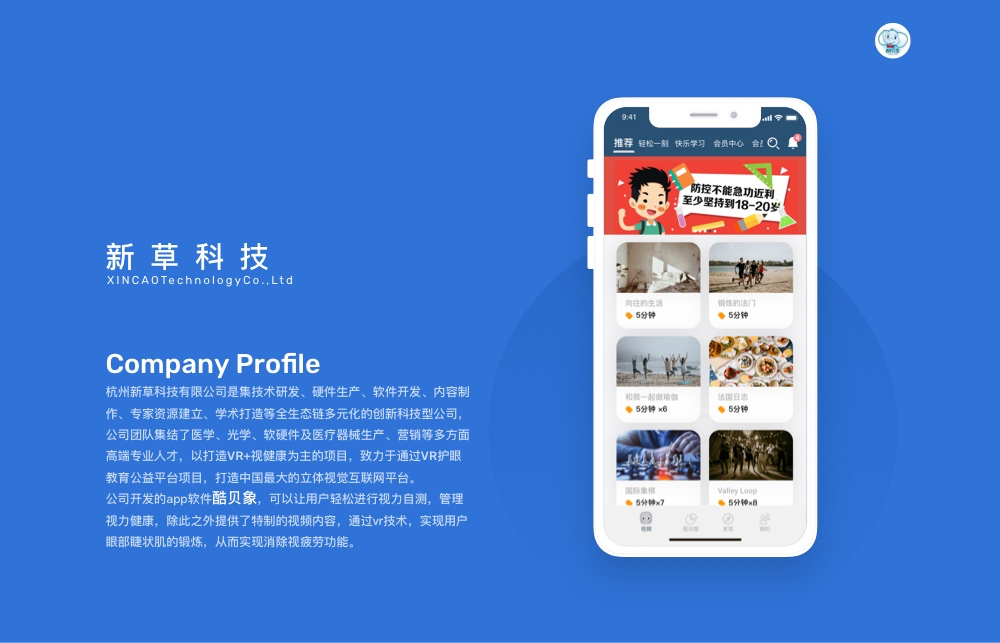 新草科技
XINCAOTechnologyCo.,Ltd
Company Profile
杭州新草科技有限公司是集技术研发、硬件生产、软件开发、内容制
作、专家资源建立、学术打造等全生态链多元化的创新科技型公司，
公司团队集结了医学、光学、软硬件及医疗器械生产、营销等多方面
高端专业人才，以打造VR+视健康为主的项目，致力于通过VR护眼
教育公益平台项目，打造中国最大的立体视觉互联网平台。
公司开发的app软件酷贝象，可以让用户轻松进行视力自测，管理
视力健康，除此之外提供了特制的视频内容，通过vr技术，实现用户
眼部睫状肌的锻炼，从而实现消除视疲劳功能。
9:41
推荐 轻松一刻 快乐学习 会员中心
防控不能急功近利
至少坚持到18-20岁
向往的生活
5分钟
锻炼的法门
5分钟
和我一起做瑜伽
5分钟 ×6
法国日志
5分钟
国际象棋
5分钟×7
Valley Loop
5分钟×8
发现
我的